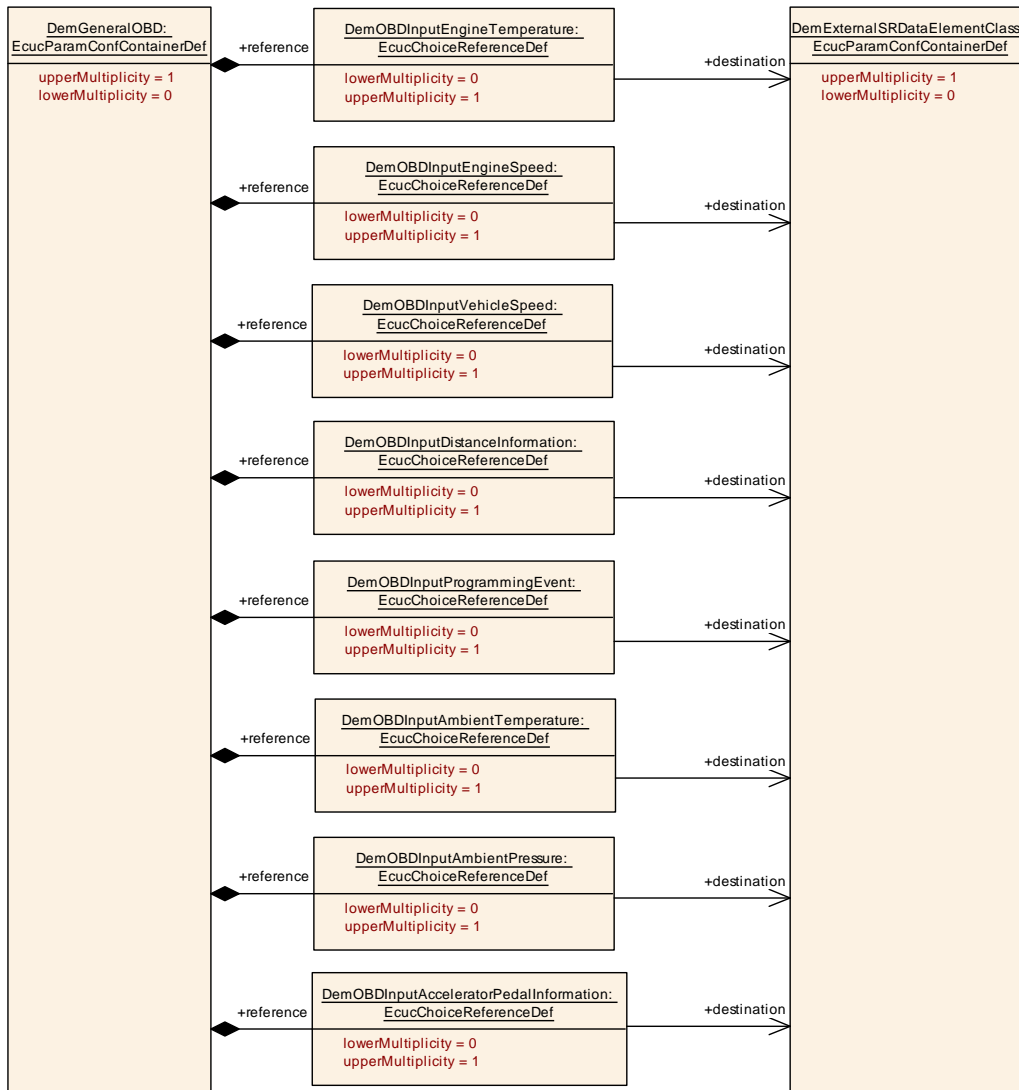 DemGeneralOBD:
EcucParamConfContainerDef
upperMultiplicity = 1
lowerMultiplicity = 0
DemOBDInputEngineTemperature:
EcucChoiceReferenceDef
lowerMultiplicity = 0
upperMultiplicity = 1
+reference
+destination
DemExternalSRDataElementClass
EcucParamConfContainerDef
upperMultiplicity = 1
lowerMultiplicity = 0
DemOBDInputEngineSpeed:
EcucChoiceReferenceDef
lowerMultiplicity = 0
upperMultiplicity = 1
+reference
+destination
DemOBDInputVehicleSpeed:
EcucChoiceReferenceDef
lowerMultiplicity = 0
upperMultiplicity = 1
+reference
+destination
DemOBDInputDistanceInformation:
EcucChoiceReferenceDef
lowerMultiplicity = 0
upperMultiplicity = 1
+reference
+destination
DemOBDInputProgrammingEvent:
EcucChoiceReferenceDef
lowerMultiplicity = 0
upperMultiplicity = 1
+reference
+destination
DemOBDInputAmbientTemperature:
EcucChoiceReferenceDef
lowerMultiplicity = 0
upperMultiplicity = 1
+reference
+destination
DemOBDInputAmbientPressure:
EcucChoiceReferenceDef
lowerMultiplicity = 0
upperMultiplicity = 1
+reference
+destination
DemOBDInputAcceleratorPedalInformation:
EcucChoiceReferenceDef
lowerMultiplicity = 0
upperMultiplicity = 1
+reference
+destination